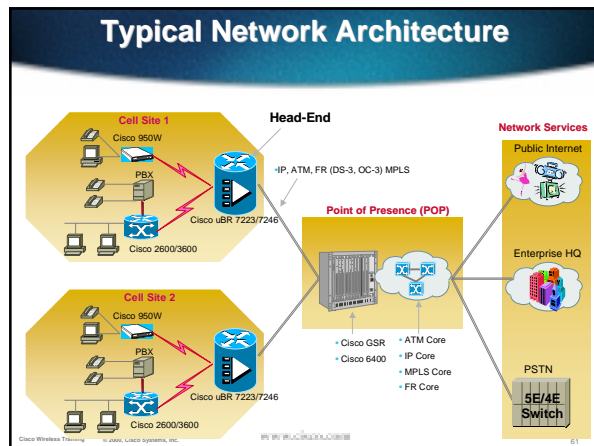 Typical Network Architecture
Cell Site 1
Cisco 950W
PBX
Cisco 2600/3600
Cisco uBR 7223/7246
Head-End
•IP, ATM, FR (DS-3, OC-3) MPLS
Cell Site 2
Cisco 950W
PBX
Cisco 2600/3600
Cisco uBR 7223/7246
Point of Presence (POP)
• Cisco GSR
• Cisco 6400
• ATM Core
• IP Core
• MPLS Core
• FR Core
Network Services
Public Internet
Enterprise HQ
PSTN
5E/4E
Switch
Cisco Wireless Training
© 2000, Cisco Systems, Inc.
www.cisco.com
61